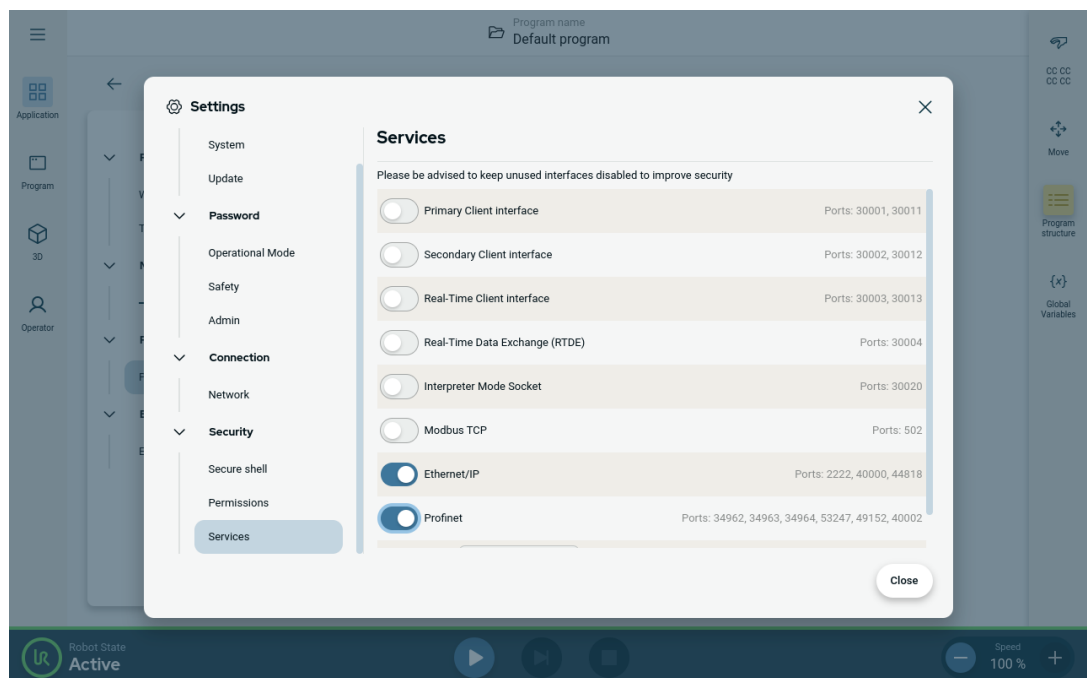 Program name
Default program
Application
Program
3D
Operator
Settings
System
Update
Password
Operational Mode
Safety
Admin
Connection
Network
Security
Secure shell
Permissions
Services
Services
Please be advised to keep unused interfaces disabled to improve security
Primary Client interface Ports: 30001, 30011
Secondary Client interface Ports: 30002, 30012
Real-Time Client interface Ports: 30003, 30013
Real-Time Data Exchange (RTDE) Ports: 30004
Interpreter Mode Socket Ports: 30020
Modbus TCP Ports: 502
Ethernet/IP Ports: 2222, 40000, 44818
Profinet Ports: 34962, 34963, 34964, 53247, 49152, 40002
Close
CC CC
CC CC
Move
Program
structure
{x}
Global
Variables
UR
Robot State
Active
Speed
100 %